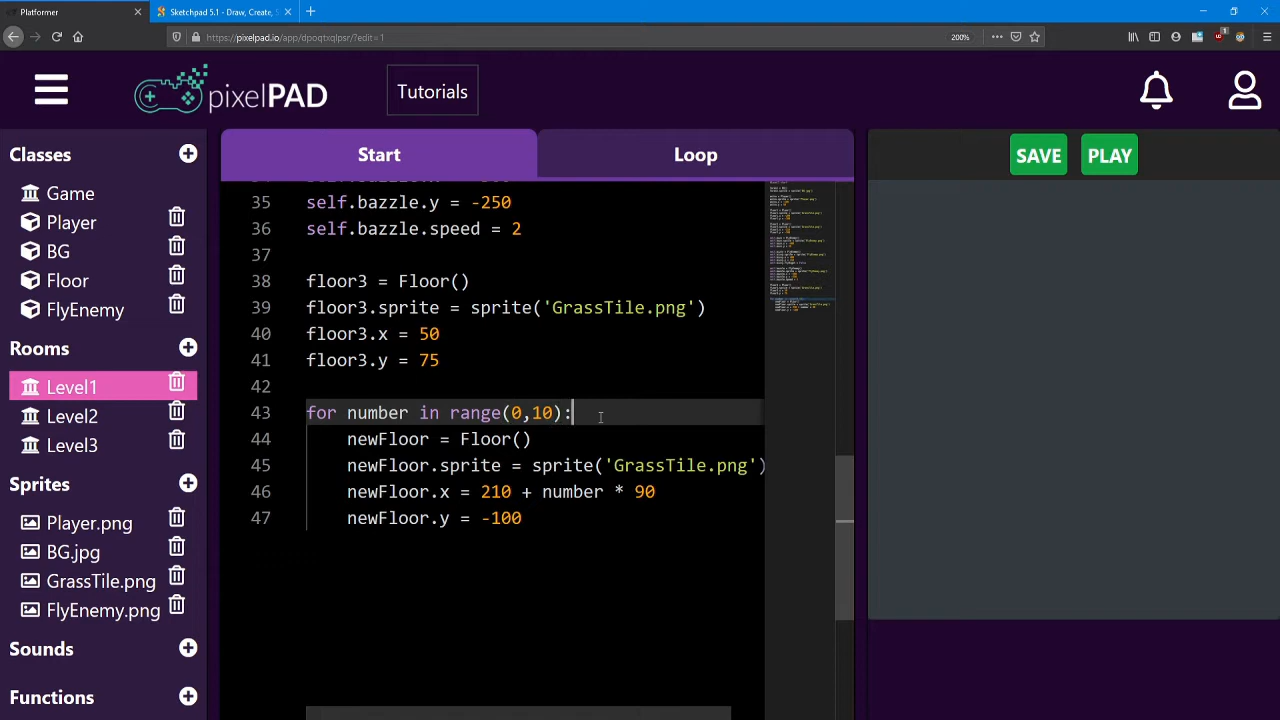 Platformer
Sketchpad 5.1 - Draw, Create, S
https://pixelpad.io/app/dpoqtxqlpsr/?edit=1
200%
1
pixelPAD
Tutorials
Classes
Game
Player
BG
Floor
FlyEnemy
Rooms
Level1
Level2
Level3
Sprites
Player.png
BG.jpg
GrassTile.png
FlyEnemy.png
Sounds
Functions
Start
Loop
35 self.bazzle.y = -250
36 self.bazzle.speed = 2
37
38 floor3 = Floor()
39 floor3.sprite = sprite('GrassTile.png')
40 floor3.x = 50
41 floor3.y = 75
42
43 for number in range(0,10):
44 newFloor = Floor()
45 newFloor.sprite = sprite('GrassTile.png')
46 newFloor.x = 210 + number * 90
47 newFloor.y = -100
SAVE
PLAY